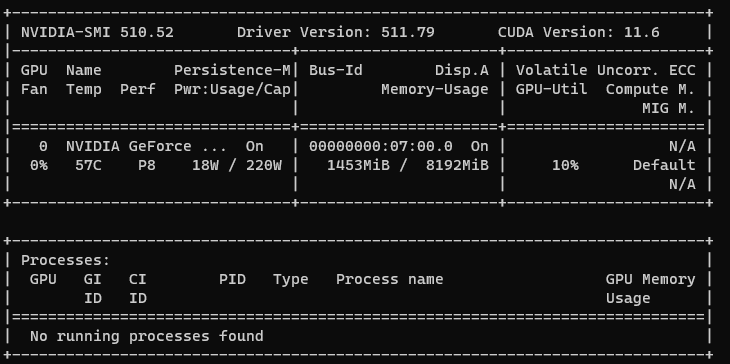 +-----------------------------------------------------------------------------+
| NVIDIA-SMI 510.52       Driver Version: 511.79       CUDA Version: 11.6     |
|-------------------------------+----------------------+----------------------+
| GPU  Name        Persistence-M| Bus-Id        Disp.A | Volatile Uncorr. ECC |
| Fan  Temp  Perf  Pwr:Usage/Cap|         Memory-Usage | GPU-Util  Compute M. |
|                               |                      |               MIG M. |
|===============================+======================+======================|
|   0  NVIDIA GeForce ...  On   | 00000000:07:00.0  On |                  N/A |
|  0%   57C    P8    18W / 220W |   1453MiB /  8192MiB |     10%      Default |
|                               |                      |                  N/A |
+-------------------------------+----------------------+----------------------+

+-----------------------------------------------------------------------------+
| Processes:                                                                  |
|  GPU   GI   CI        PID   Type   Process name                  GPU Memory |
|        ID   ID                                                   Usage      |
|=============================================================================|
|  No running processes found                                                 |
+-----------------------------------------------------------------------------+